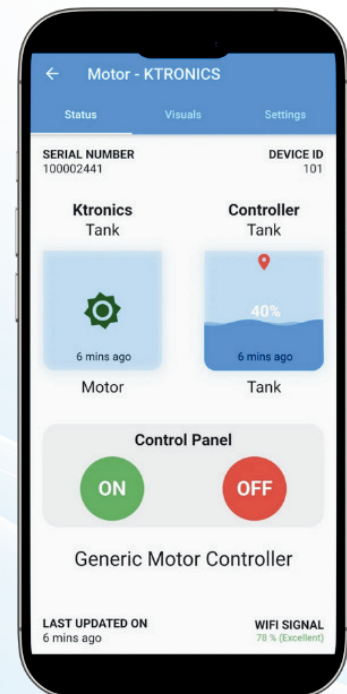 Motor - KTRONICS
Status Visuals Settings
SERIAL NUMBER DEVICE ID
100002441 101
Ktronics Controller
Tank Tank
40%
6 mins ago 6 mins ago
Motor Tank
Control Panel
ON OFF
Generic Motor Controller
LAST UPDATED ON WIFI SIGNAL
6 mins ago 78 % (Excellent)